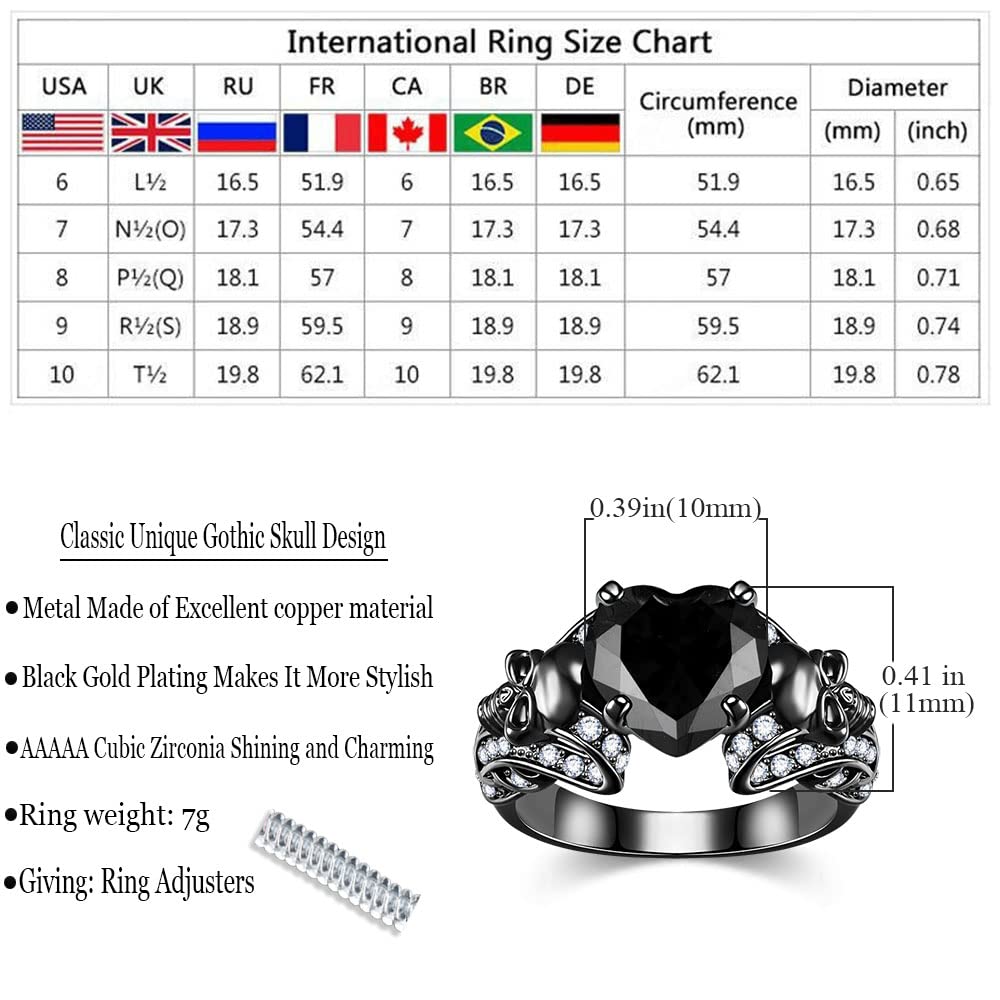 International Ring Size Chart
USA UK RU FR CA BR DE Circumference (mm) Diameter
(mm) (inch)
6 L½ 16.5 51.9 6 16.5 16.5 51.9 16.5 0.65
7 N½(O) 17.3 54.4 7 17.3 17.3 54.4 17.3 0.68
8 P½(Q) 18.1 57 8 18.1 18.1 57 18.1 0.71
9 R½(S) 18.9 59.5 9 18.9 18.9 59.5 18.9 0.74
10 T½ 19.8 62.1 10 19.8 19.8 62.1 19.8 0.78
Classic Unique Gothic Skull Design
•Metal Made of Excellent copper material
•Black Gold Plating Makes It More Stylish
•AAAAA Cubic Zirconia Shining and Charming
•Ring weight: 7g
•Giving: Ring Adjusters
0.39in(10mm)
0.41 in
(11mm)